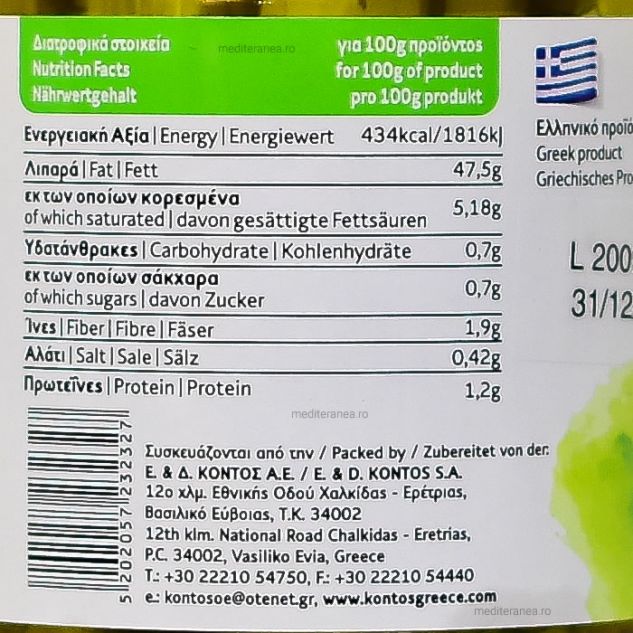 Διατροφικά στοιχεία mediteranea.ro για 100g προϊόντος
Nutrition Facts for 100g of product
Nährwertgehalt pro 100g produkt
Ενεργειακή Αξία | Energy | Energiewert 434kcal/1816kJ
Λιπαρά | Fat | Fett 47,5g
εκ των οποίων κορεσμένα
of which saturated | davon gesättigte Fettsäuren 5,18g
Υδατάνθρακες | Carbohydrate | Kohlenhydräte 0,7g
εκ των οποίων σάκχαρα
of which sugars | davon Zucker 0,7g
Ίνες | Fiber | Fibre | Fäser 1,9g
Αλάτι | Salt | Sale | Sälz 0,42g
Πρωτεΐνες | Protein | Protein 1,2g
mediteranea.ro
Ελληνικό προϊό
Greek product
Griechisches Pro
L 200
31/12
5 202057 232327
Συσκευάζονται από την / Packed by / Zubereitet von der:
Ε. & Δ. ΚΟΝΤΟΣ Α.Ε. / E. & D. KONTOS S.A.
12ο χλμ. Εθνικής Οδού Χαλκίδας - Ερέτριας,
Βασιλικό Εύβοιας, Τ.Κ. 34002
12th klm. National Road Chalkidas - Eretrias,
P.C. 34002, Vasiliko Evia, Greece
T.: +30 22210 54750, F.: +30 22210 54440
e.: kontosoe@otenet.gr, www.kontosgreece.com
mediteranea.ro